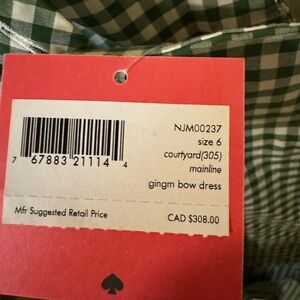 NJM00237
size 6
courtyard(305)
mainline
gingm bow dress
7 67883 21114 4
Mfr Suggested Retail Price CAD $308.00